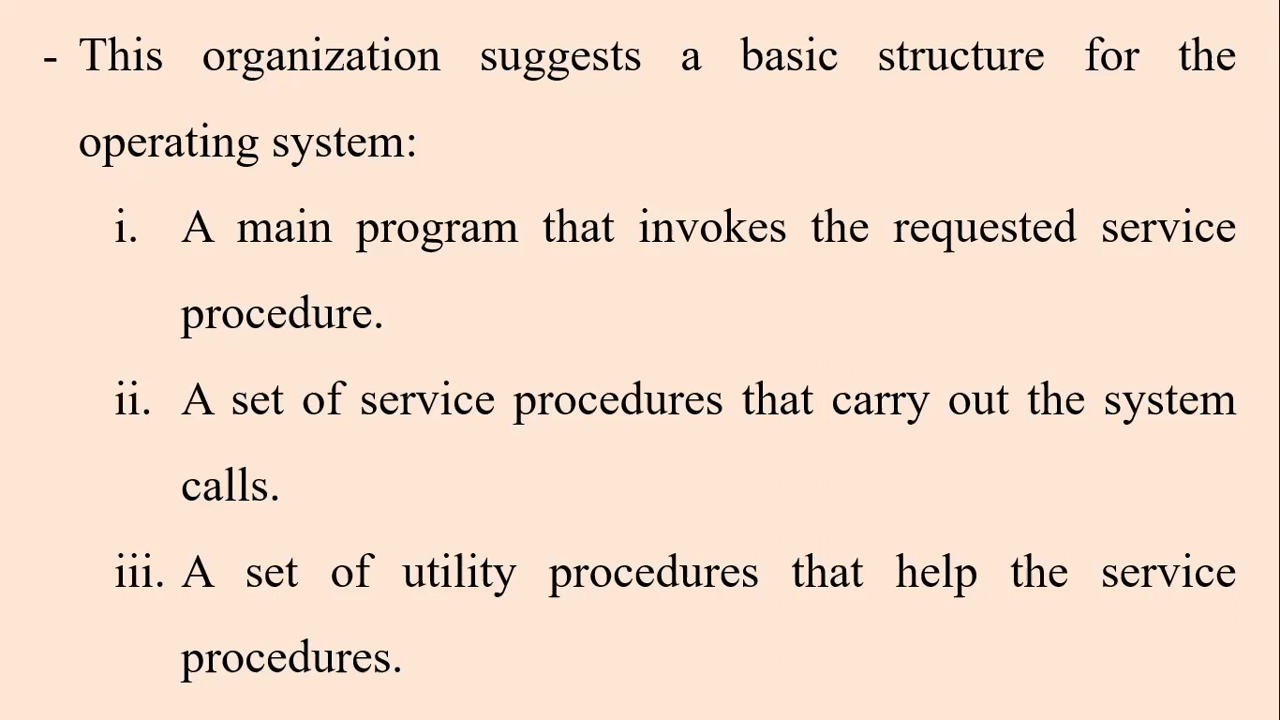 - This organization suggests a basic structure for the
operating system:
i. A main program that invokes the requested service
procedure.
ii. A set of service procedures that carry out the system
calls.
iii. A set of utility procedures that help the service
procedures.